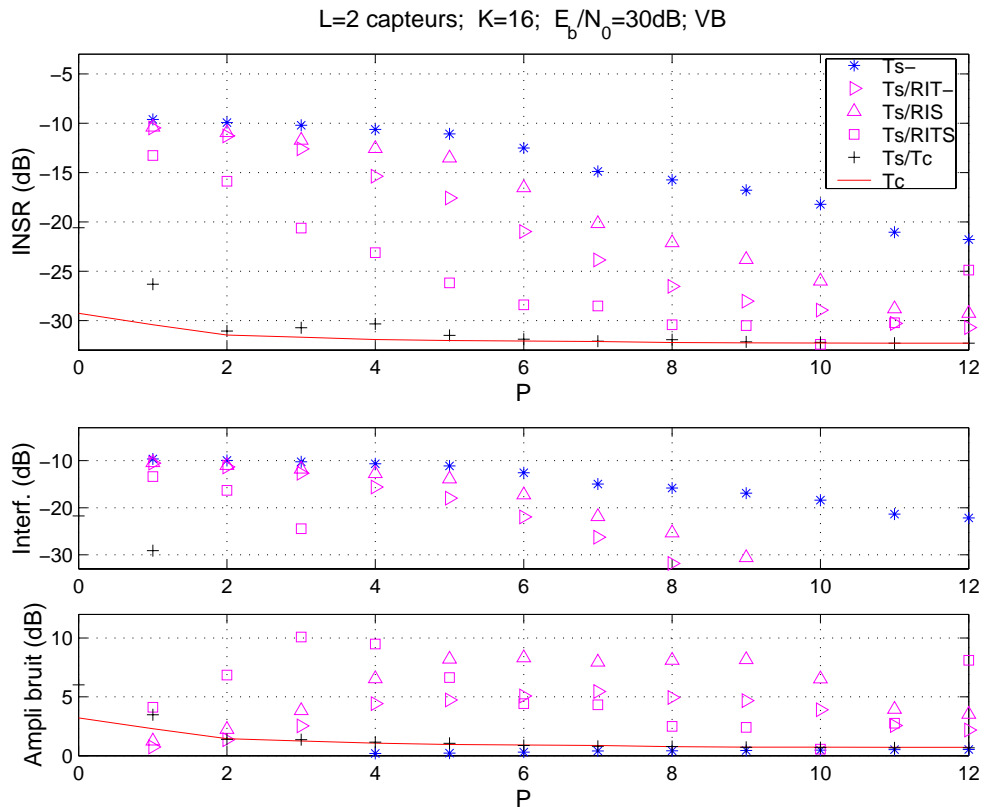 L=2 capteurs; K=16; E_b/N_0=30dB; VB
INSR (dB)
−5
−10
−15
−20
−25
−30
0 2 4 6 8 10 12
P
Ts−
Ts/RIT−
Ts/RIS
Ts/RITS
Ts/Tc
Tc
Interf. (dB)
−10
−20
−30
0 2 4 6 8 10 12
Ampli bruit (dB)
10
5
0
0 2 4 6 8 10 12
P